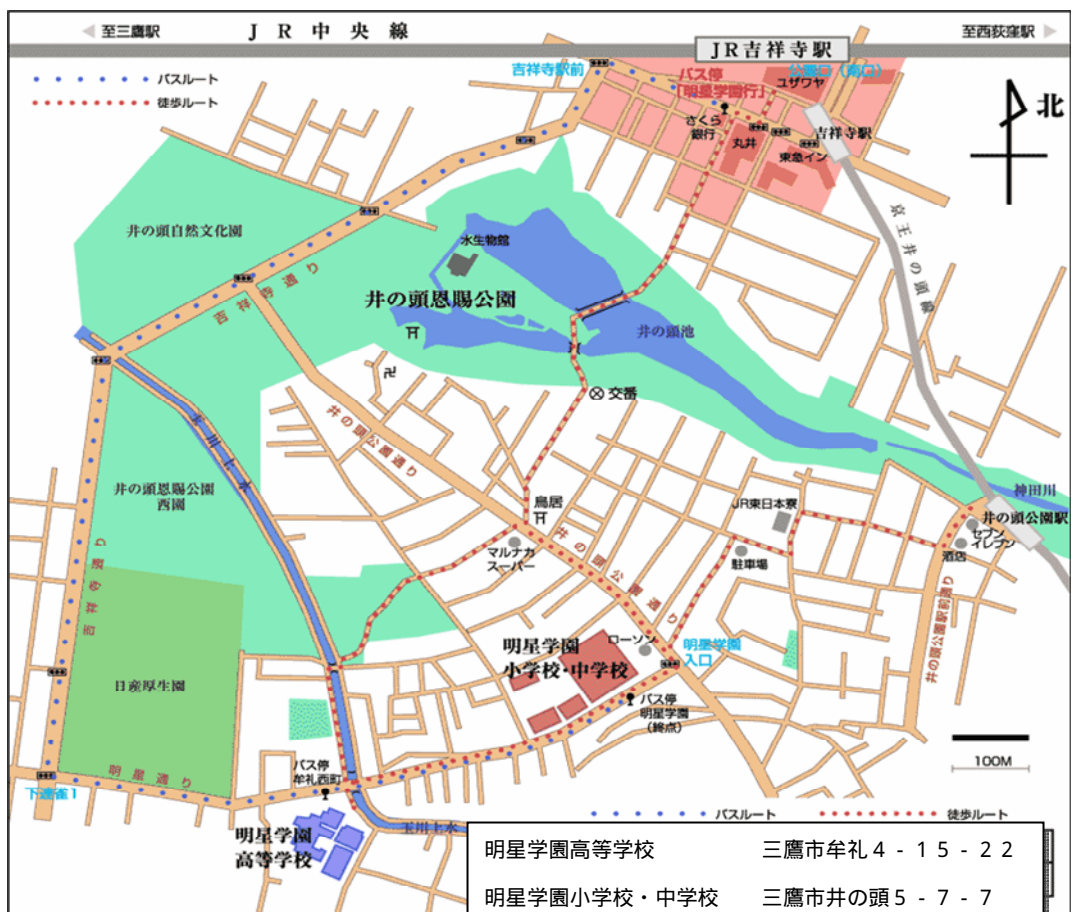 至三鷹駅
JR中央線
至西荻窪駅
JR吉祥寺駅
バスルート
徒歩ルート
吉祥寺駅前
バス停
「明星学園行」
公園口(南口)
ユザワヤ
北
さくら
銀行
丸井
吉祥寺駅
東急イン
京王井の頭線
井の頭自然文化園
水生物館
吉祥寺通り
井の頭恩賜公園
井の頭池
交番
玉川上水
井の頭公園通り
井の頭恩賜公園
西園
鳥居
JR東日本寮
神田川
井の頭公園駅
セブン
イレブン
酒店
マルナカ
スーパー
井の頭公園通り
駐車場
吉祥寺通り
井の頭公園駅前通り
明星学園
小学校・中学校
ローソン
明星学園
入口
日産厚生園
バス停
明星学園
(終点)
100M
バス停
牟礼西町
明星通り
下連雀1
バスルート
徒歩ルート
明星学園
高等学校
玉川上水
明星学園高等学校 三鷹市牟礼4-15-22
明星学園小学校・中学校 三鷹市井の頭5-7-7